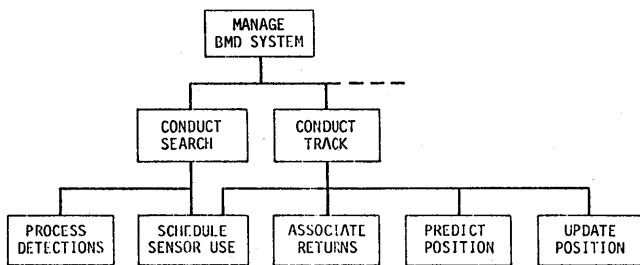 MANAGE
BMD SYSTEM
CONDUCT
SEARCH
CONDUCT
TRACK
PROCESS
DETECTIONS
SCHEDULE
SENSOR USE
ASSOCIATE
RETURNS
PREDICT
POSITION
UPDATE
POSITION